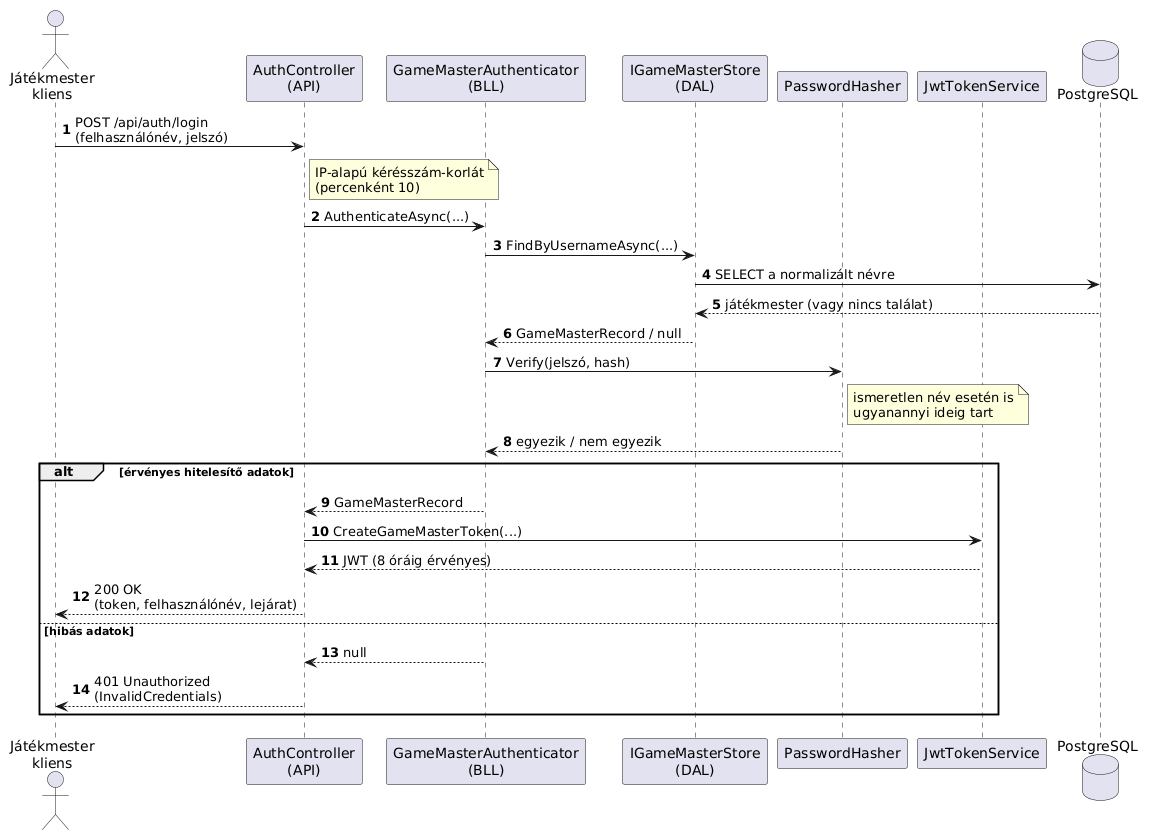 Játékmester
kliens
AuthController
(API)
GameMasterAuthenticator
(BLL)
IGameMasterStore
(DAL)
PasswordHasher
JwtTokenService
PostgreSQL
1 POST /api/auth/login
(felhasználónév, jelszó)
IP-alapú kérésszám-korlát
(percenként 10)
2 AuthenticateAsync(...)
3 FindByUsernameAsync(...)
4 SELECT a normalizált névre
5 játékmester (vagy nincs találat)
6 GameMasterRecord / null
7 Verify(jelszó, hash)
ismeretlen név esetén is
ugyanannyi ideig tart
8 egyezik / nem egyezik
alt [érvényes hitelesítő adatok]
9 GameMasterRecord
10 CreateGameMasterToken(...)
11 JWT (8 óráig érvényes)
12 200 OK
(token, felhasználónév, lejárat)
[hibás adatok]
13 null
14 401 Unauthorized
(InvalidCredentials)
Játékmester
kliens
AuthController
(API)
GameMasterAuthenticator
(BLL)
IGameMasterStore
(DAL)
PasswordHasher
JwtTokenService
PostgreSQL